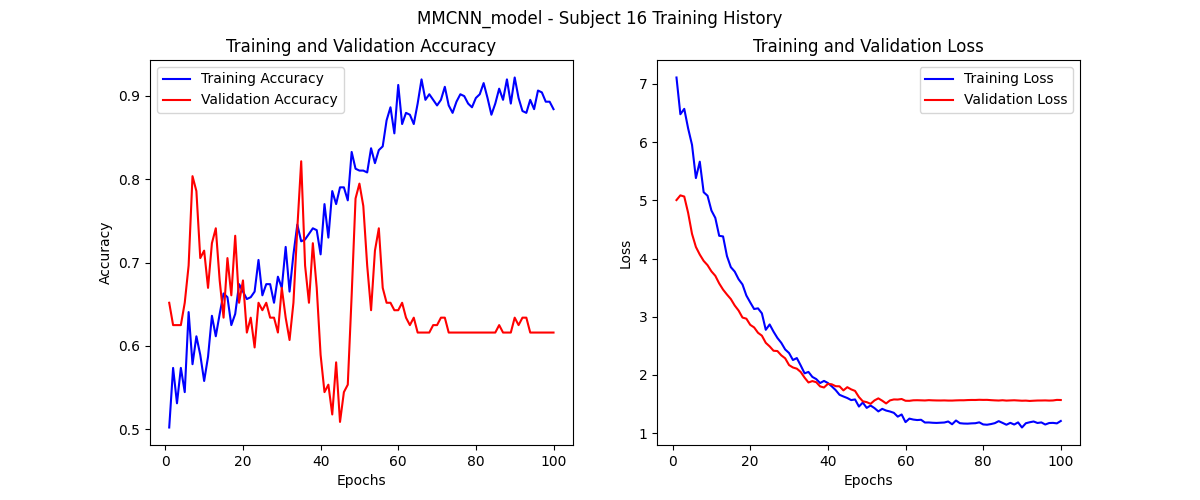 MMCNN_model - Subject 16 Training History
Training and Validation Accuracy
Training Accuracy
Validation Accuracy
Accuracy
0.9
0.8
0.7
0.6
0.5
0 20 40 60 80 100
Epochs
Training and Validation Loss
Training Loss
Validation Loss
Loss
7
6
5
4
3
2
1
0 20 40 60 80 100
Epochs